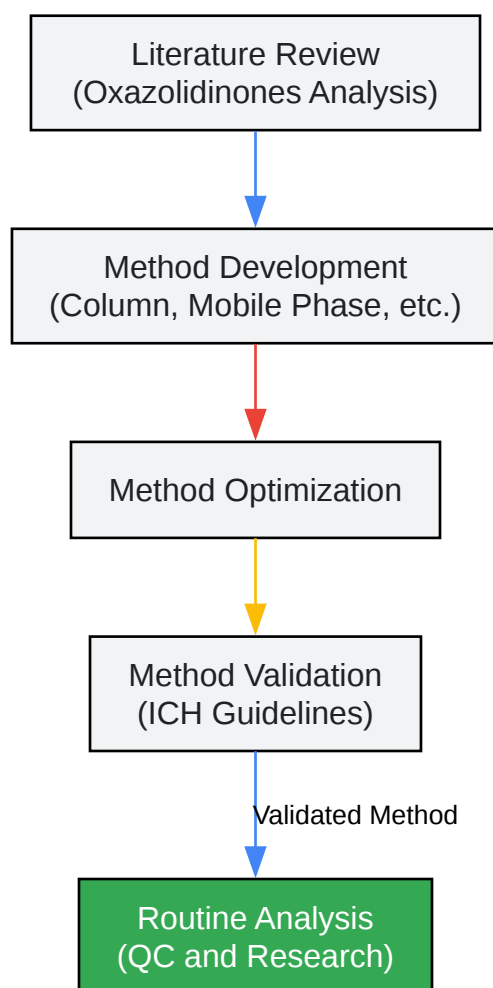 Literature Review
(Oxazolidinones Analysis)
Method Development
(Column, Mobile Phase, etc.)
Method Optimization
Method Validation
(ICH Guidelines)
Validated Method
Routine Analysis
(QC and Research)